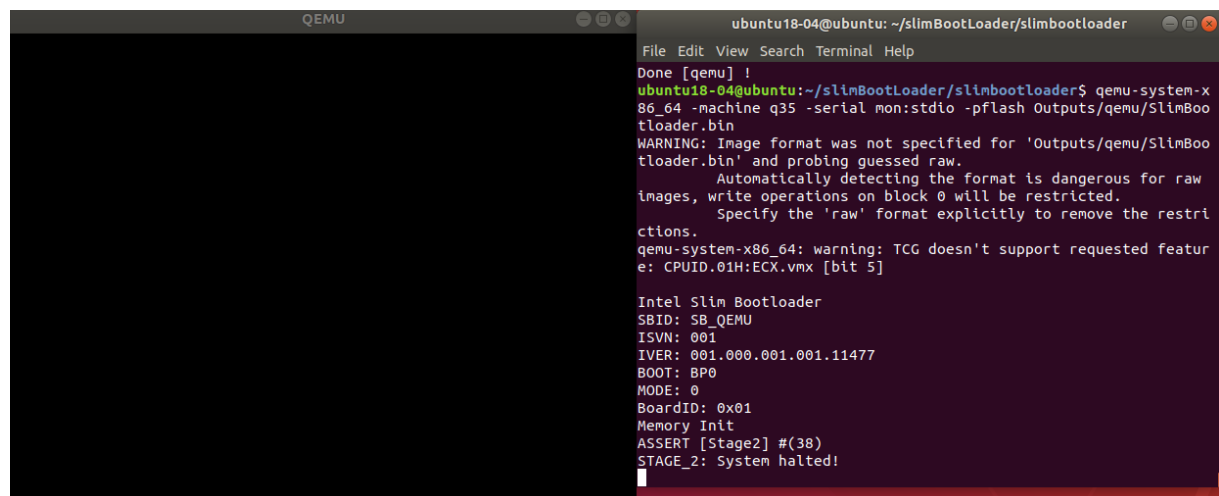 QEMU
ubuntu18-04@ubuntu: ~/slimBootLoader/slimbootloader
File Edit View Search Terminal Help
Done [qemu] !
ubuntu18-04@ubuntu:~/slimBootLoader/slimbootloader$ qemu-system-x
86_64 -machine q35 -serial mon:stdio -pflash Outputs/qemu/SlimBoo
tloader.bin
WARNING: Image format was not specified for 'Outputs/qemu/SlimBoo
tloader.bin' and probing guessed raw.
         Automatically detecting the format is dangerous for raw
images, write operations on block 0 will be restricted.
         Specify the 'raw' format explicitly to remove the restri
ctions.
qemu-system-x86_64: warning: TCG doesn't support requested featur
e: CPUID.01H:ECX.vmx [bit 5]

Intel Slim Bootloader
SBID: SB_QEMU
ISVN: 001
IVER: 001.000.001.001.11477
BOOT: BP0
MODE: 0
BoardID: 0x01
Memory Init
ASSERT [Stage2] #(38)
STAGE_2: System halted!